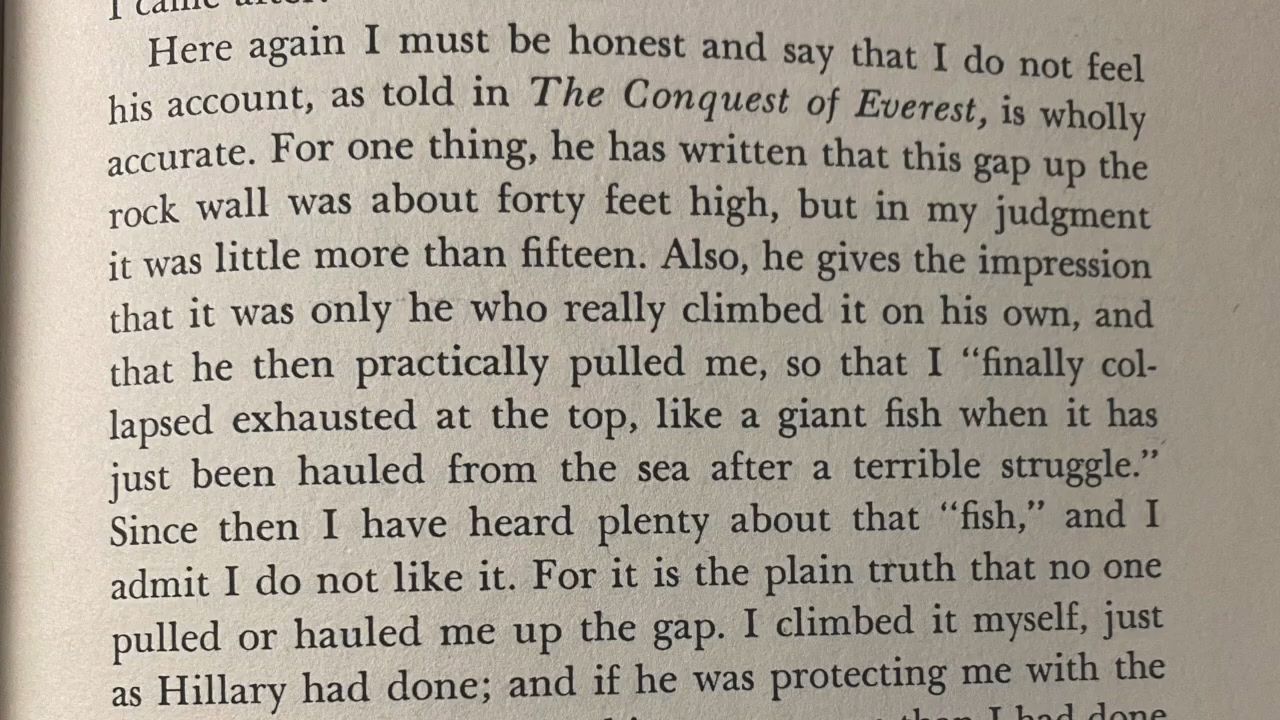 I came after.
Here again I must be honest and say that I do not feel
his account, as told in The Conquest of Everest, is wholly
accurate. For one thing, he has written that this gap up the
rock wall was about forty feet high, but in my judgment
it was little more than fifteen. Also, he gives the impression
that it was only he who really climbed it on his own, and
that he then practically pulled me, so that I “finally col-
lapsed exhausted at the top, like a giant fish when it has
just been hauled from the sea after a terrible struggle.”
Since then I have heard plenty about that “fish,” and I
admit I do not like it. For it is the plain truth that no one
pulled or hauled me up the gap. I climbed it myself, just
as Hillary had done; and if he was protecting me with the
than I had done